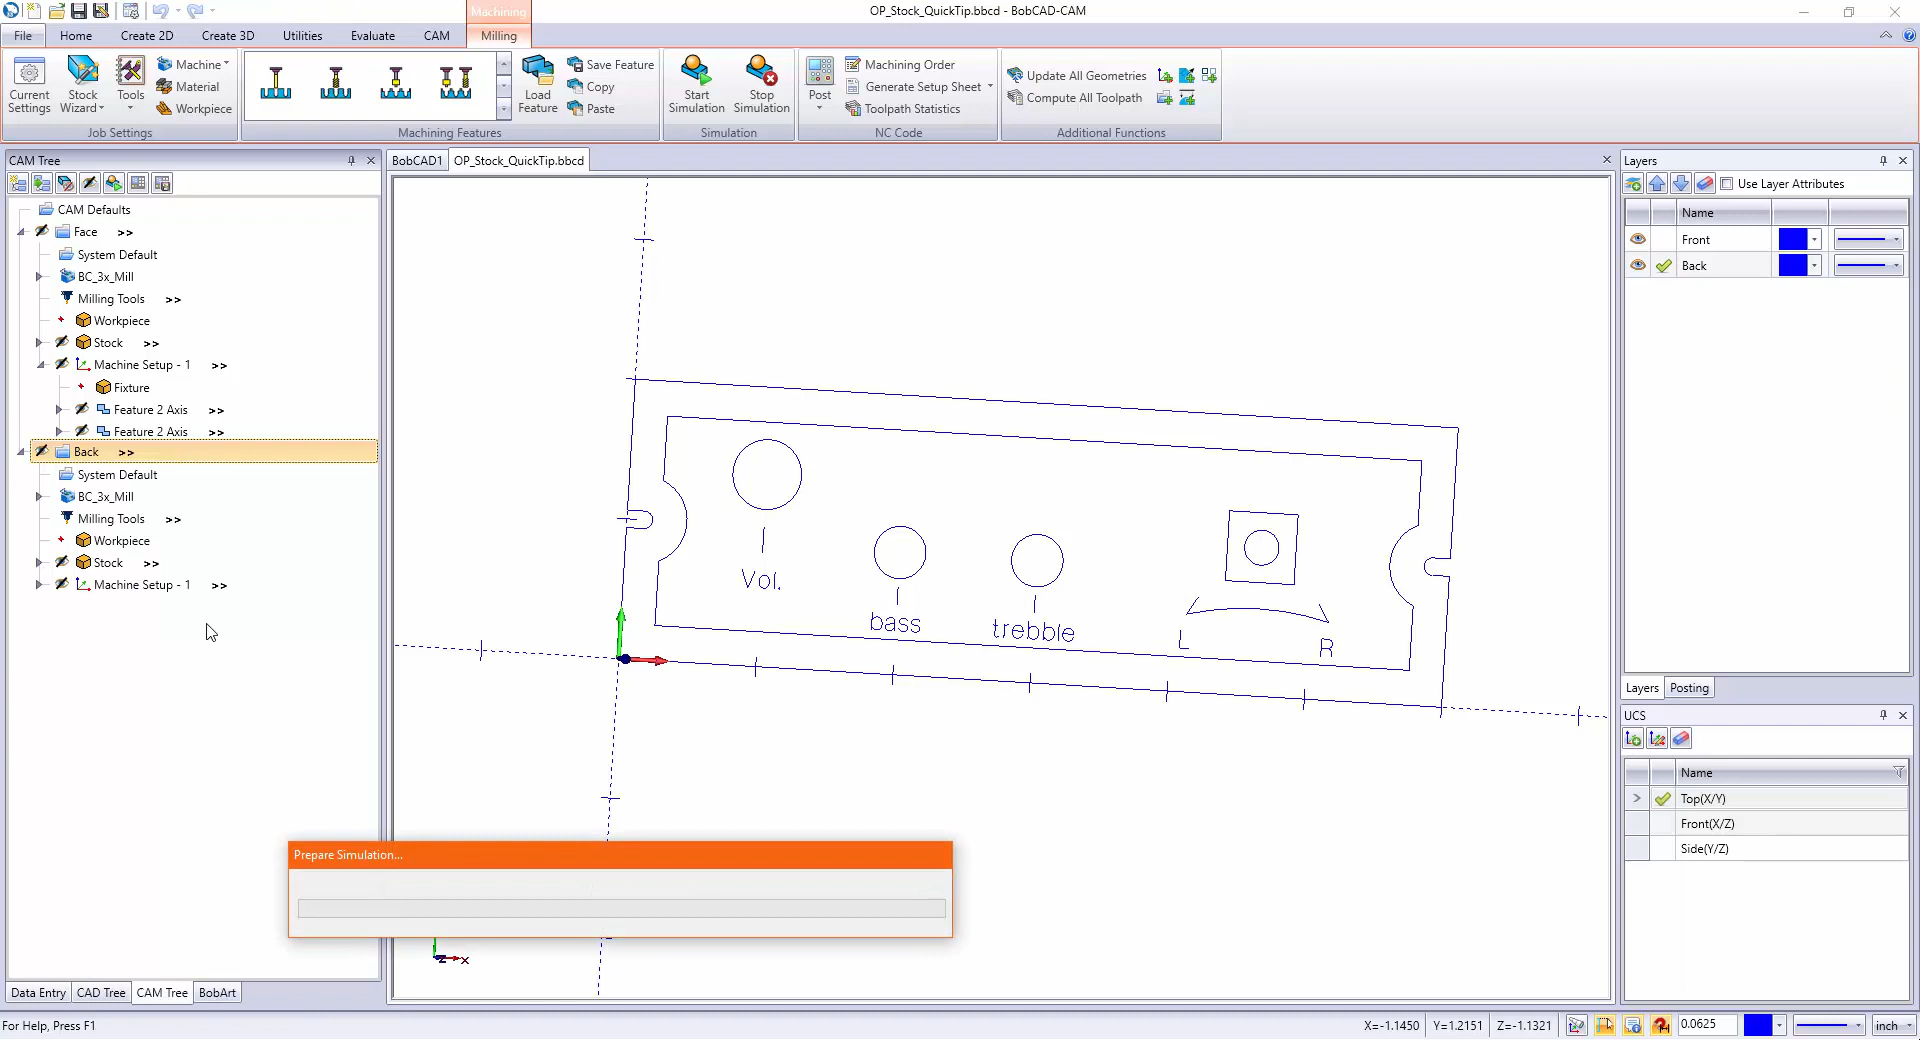 Machining
OP_Stock_QuickTip.bbcd - BobCAD-CAM
File Home Create 2D Create 3D Utilities Evaluate CAM Milling
Current Settings
Stock Wizard
Tools
Machine
Material
Workpiece
Job Settings
Load Feature
Save Feature
Copy
Paste
Machining Features
Start Simulation
Stop Simulation
Simulation
Post
Machining Order
Generate Setup Sheet
Toolpath Statistics
NC Code
Update All Geometries
Compute All Toolpath
Additional Functions
CAM Tree
CAM Defaults
Face >>
System Default
BC_3x_Mill
Milling Tools >>
Workpiece
Stock >>
Machine Setup - 1 >>
Fixture
Feature 2 Axis >>
Feature 2 Axis >>
Back >>
System Default
BC_3x_Mill
Milling Tools >>
Workpiece
Stock >>
Machine Setup - 1 >>
Data Entry CAD Tree CAM Tree BobArt
BobCAD1 OP_Stock_QuickTip.bbcd
Vol.
bass
trebble
L R
Prepare Simulation...
Z X
Layers
Use Layer Attributes
Name
Front
Back
Layers Posting
UCS
Name
> Top(X/Y)
Front(X/Z)
Side(Y/Z)
For Help, Press F1
X=-1.1450 Y=1.2151 Z=-1.1321 0.0625 inch